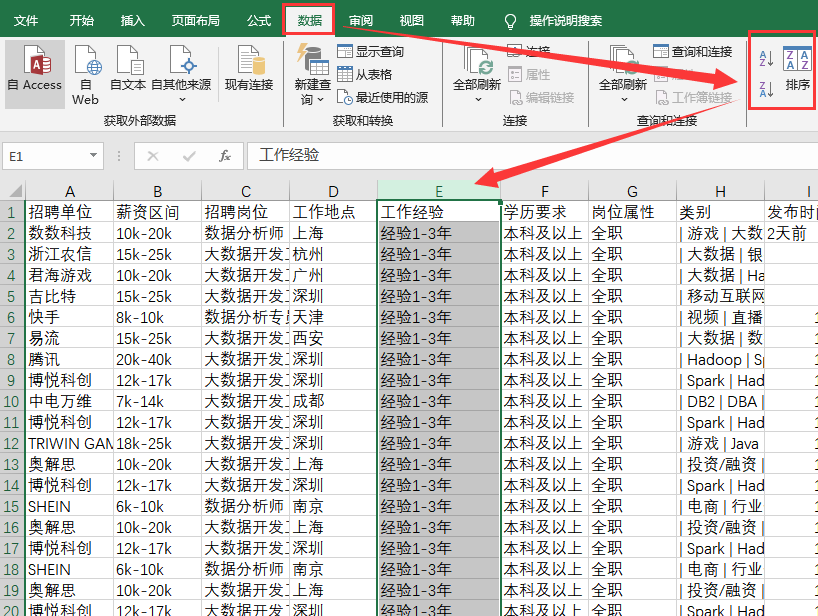 文件 开始 插入 页面布局 公式 数据 审阅 视图 帮助 操作说明搜索
自 Access 自 Web 自文本 自其他来源 现有连接 新建查询 显示查询 从表格 最近使用的源 全部刷新 连接 属性 编辑链接 全部刷新 查询和连接 工作簿链接 排序
获取外部数据 获取和转换 连接 查询和连接
E1 fx 工作经验
A B C D E F G H I
1 招聘单位 薪资区间 招聘岗位 工作地点 工作经验 学历要求 岗位属性 类别 发布时间
2 数数科技 10k-20k 数据分析师 上海 经验1-3年 本科及以上 全职 | 游戏 | 大数 2天前
3 浙江农信 15k-25k 大数据开发工 杭州 经验1-3年 本科及以上 全职 | 大数据 | 银
4 君海游戏 10k-20k 大数据开发工 广州 经验1-3年 本科及以上 全职 | 大数据 | Ha
5 吉比特 15k-25k 大数据开发工 深圳 经验1-3年 本科及以上 全职 | 移动互联网
6 快手 8k-10k 数据分析专员 天津 经验1-3年 本科及以上 全职 | 视频 | 直播 1
7 易流 15k-25k 大数据开发工 西安 经验1-3年 本科及以上 全职 | 大数据 | 数 1
8 腾讯 20k-40k 大数据开发工 深圳 经验1-3年 本科及以上 全职 | Hadoop | Sp 1
9 博悦科创 12k-17k 大数据开发工 深圳 经验1-3年 本科及以上 全职 | Spark | Had 1
10 中电万维 7k-14k 大数据开发工 成都 经验1-3年 本科及以上 全职 | DB2 | DBA | 1
11 博悦科创 12k-17k 大数据开发工 深圳 经验1-3年 本科及以上 全职 | Spark | Had 1
12 TRIWIN GAM 18k-25k 大数据开发工 深圳 经验1-3年 本科及以上 全职 | 游戏 | Java 1
13 奥解思 10k-20k 大数据开发工 上海 经验1-3年 本科及以上 全职 | 投资/融资 | 1
14 博悦科创 12k-17k 大数据开发工 深圳 经验1-3年 本科及以上 全职 | Spark | Had 1
15 SHEIN 6k-10k 数据分析师 南京 经验1-3年 本科及以上 全职 | 电商 | 行业 1
16 奥解思 10k-20k 大数据开发工 上海 经验1-3年 本科及以上 全职 | 投资/融资 | 1
17 博悦科创 12k-17k 大数据开发工 深圳 经验1-3年 本科及以上 全职 | Spark | Had 1
18 SHEIN 6k-10k 数据分析师 南京 经验1-3年 本科及以上 全职 | 电商 | 行业 1
19 奥解思 10k-20k 大数据开发工 上海 经验1-3年 本科及以上 全职 | 投资/融资 | 1
20 博悦科创 12k-17k 大数据开发工 深圳 经验1-3年 本科及以上 全职 | Spark | Had 1